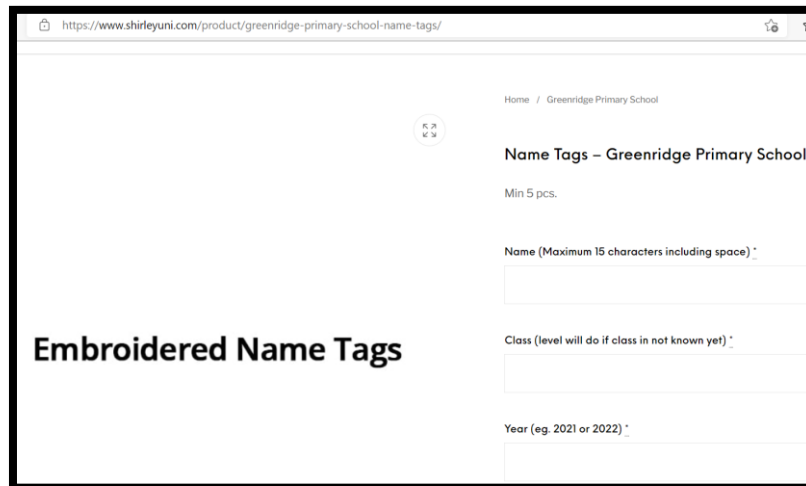 https://www.shirleyuni.com/product/greenridge-primary-school-name-tags/
Home / Greenridge Primary School
Name Tags – Greenridge Primary School
Min 5 pcs.
Name (Maximum 15 characters including space) *
Embroidered Name Tags
Class (level will do if class in not known yet) *
Year (eg. 2021 or 2022) *